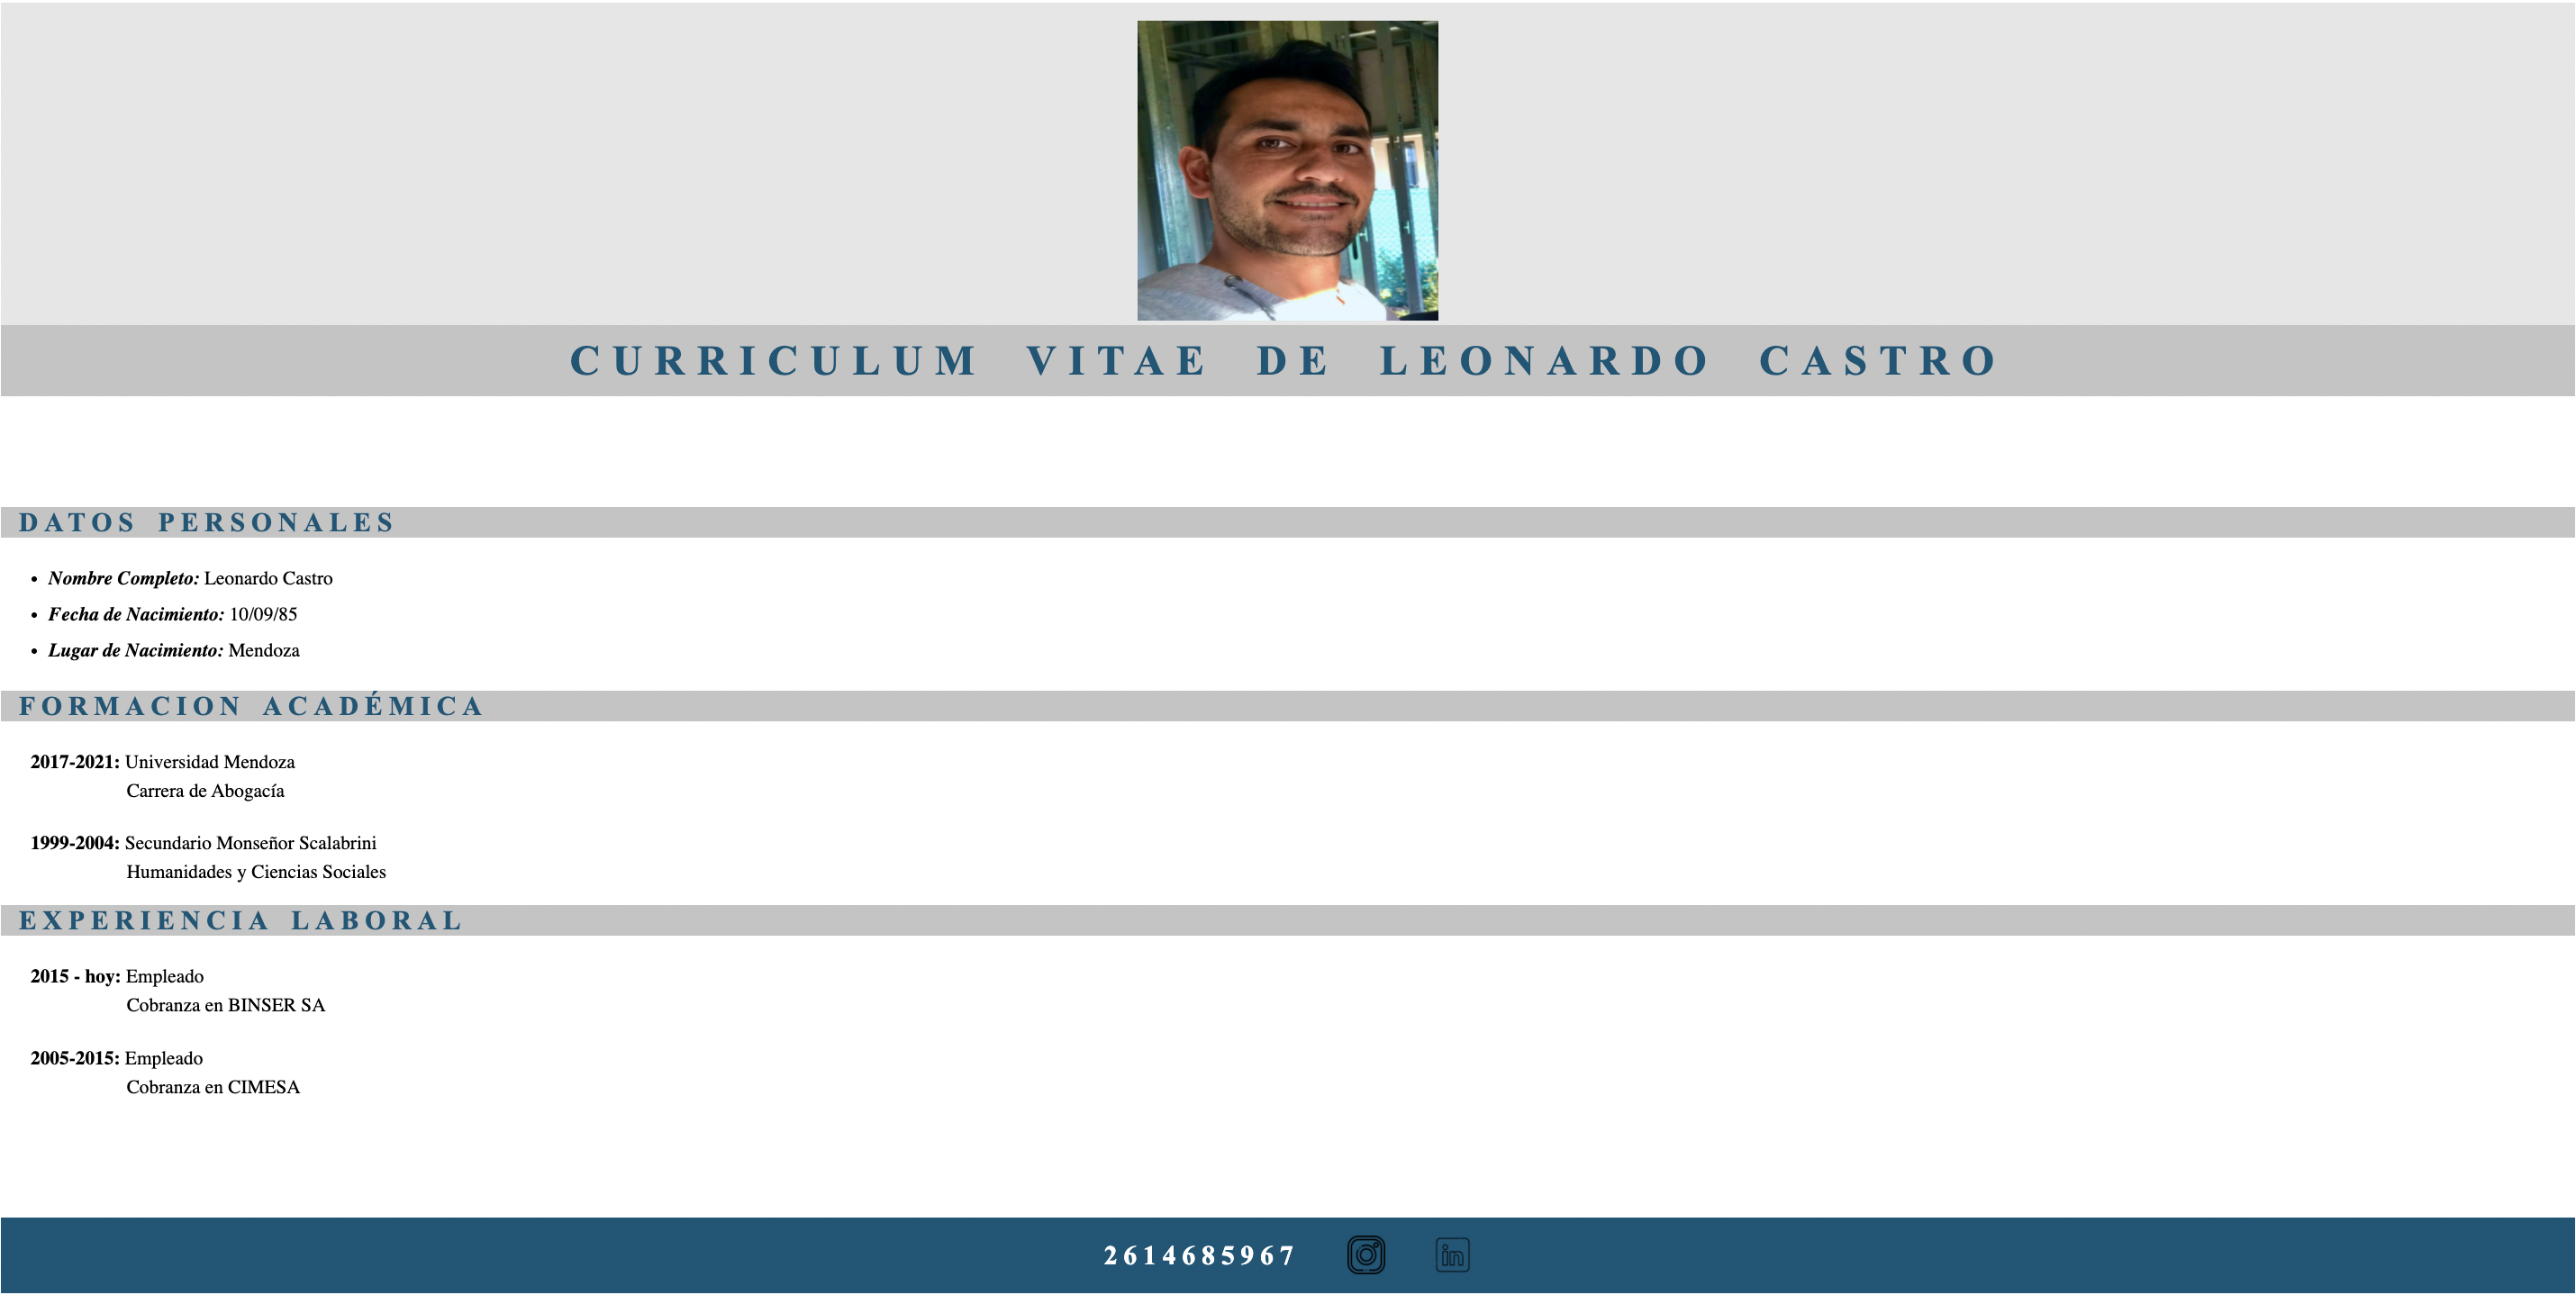 CURRICULUM VITAE DE LEONARDO CASTRO
DATOS PERSONALES
• Nombre Completo: Leonardo Castro
• Fecha de Nacimiento: 10/09/85
• Lugar de Nacimiento: Mendoza
FORMACION ACADÉMICA
2017-2021: Universidad Mendoza
Carrera de Abogacía
1999-2004: Secundario Monseñor Scalabrini
Humanidades y Ciencias Sociales
EXPERIENCIA LABORAL
2015 - hoy: Empleado
Cobranza en BINSER SA
2005-2015: Empleado
Cobranza en CIMESA
2614685967 in